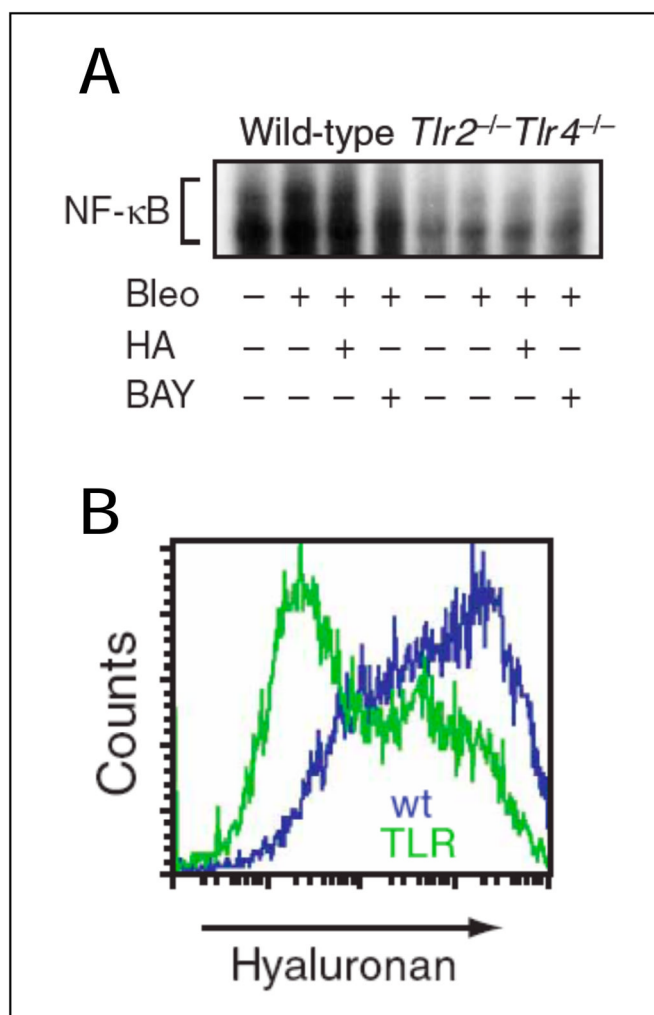 A
Wild-type Tlr2–/–Tlr4–/–
NF-κB
Bleo – + + + – + + +
HA – – + – – – + –
BAY – – – + – – – +
B
Counts
wt
TLR
Hyaluronan